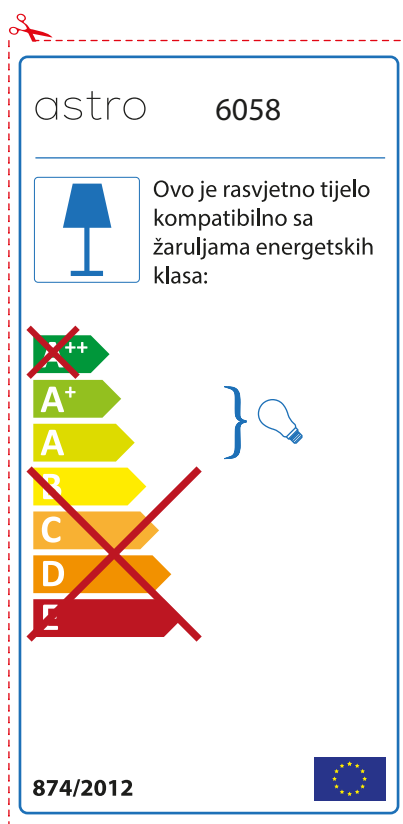 astro 6058
Ovo je rasvjetno tijelo
kompatibilno sa
žaruljama energetskih
klasa:
A++
A+
A
B
C
D
E
874/2012